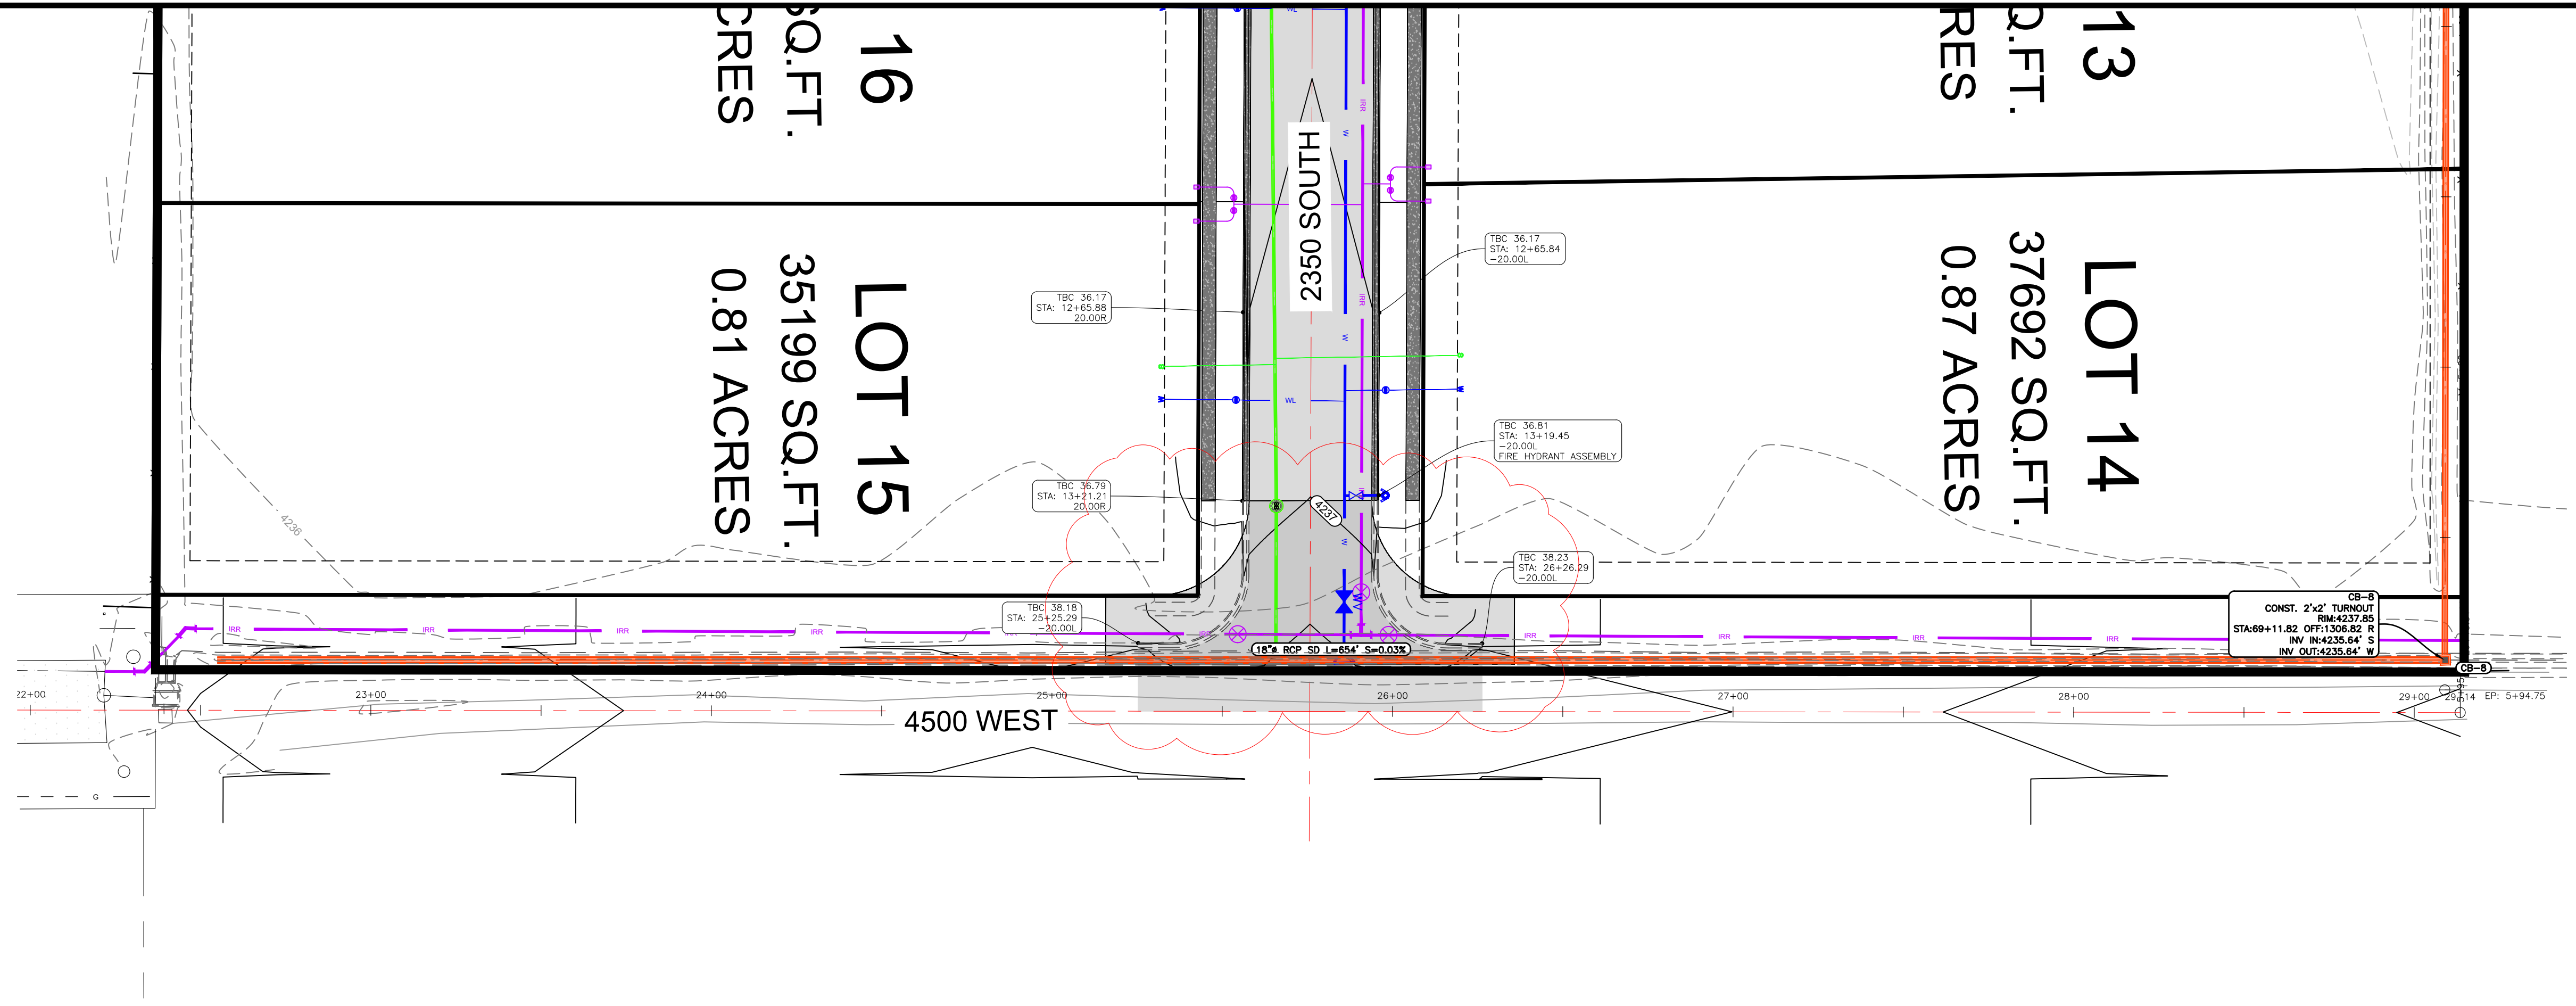 16
SQ.FT.
CRES
13
Q.FT.
RES
LOT 15
35199 SQ.FT.
0.81 ACRES
LOT 14
37692 SQ.FT.
0.87 ACRES
2350 SOUTH
WL
IRR
W
IRR
W
WL
W
TBC 36.17
STA: 12+65.84
-20.00L
TBC 36.17
STA: 12+65.88
20.00R
TBC 36.81
STA: 13+19.45
-20.00L
FIRE HYDRANT ASSEMBLY
TBC 36.79
STA: 13+21.21
20.00R
4237
4236
WV
TBC 38.23
STA: 26+26.29
-20.00L
TBC 38.18
STA: 25+25.29
-20.00L
CB-8
CONST. 2'x2' TURNOUT
RIM:4237.85
STA:69+11.82 OFF:1306.82 R
INV IN:4235.64' S
INV OUT:4235.64' W
IRR
IRR
IRR
IRR
IRR
IRR
IRR
IRR
IRR
IRR
18"ø RCP SD L=654' S=0.03%
CB-8
22+00
23+00
24+00
25+00
26+00
27+00
28+00
29+00
EP: 5+94.75
4500 WEST
G